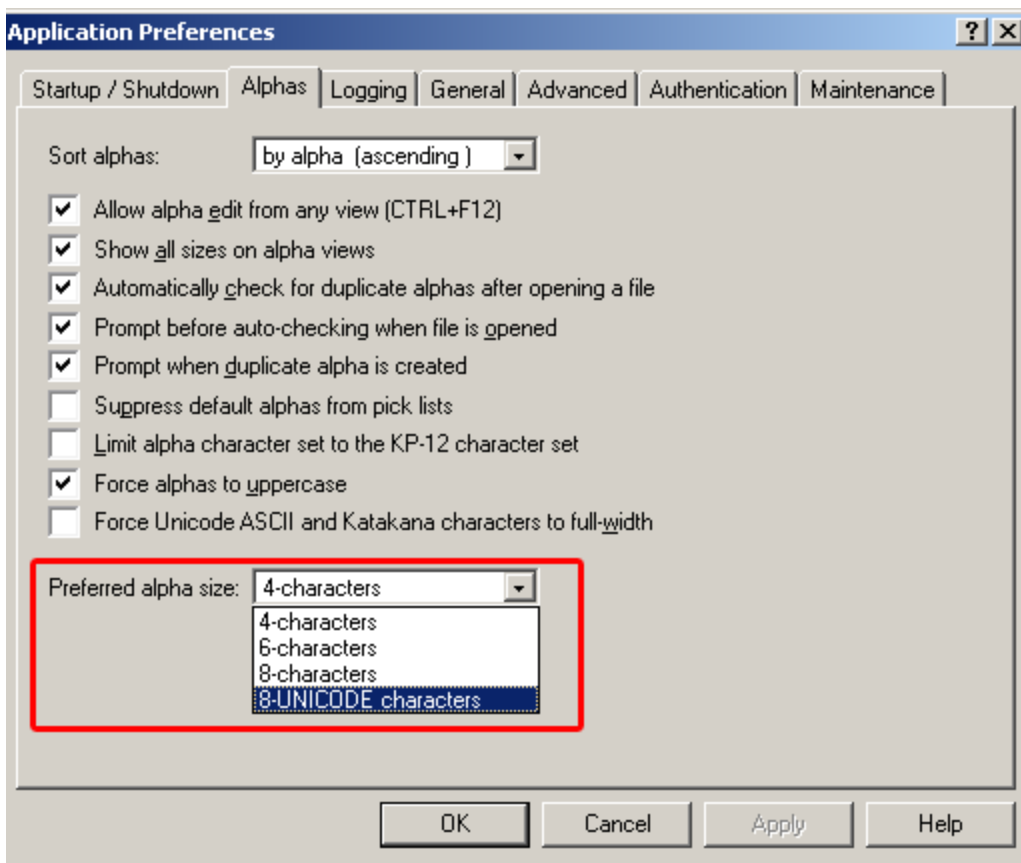 Application Preferences
Startup / Shutdown Alphas Logging General Advanced Authentication Maintenance
Sort alphas: by alpha (ascending )
Allow alpha edit from any view (CTRL+F12)
Show all sizes on alpha views
Automatically check for duplicate alphas after opening a file
Prompt before auto-checking when file is opened
Prompt when duplicate alpha is created
Suppress default alphas from pick lists
Limit alpha character set to the KP-12 character set
Force alphas to uppercase
Force Unicode ASCII and Katakana characters to full-width
Preferred alpha size: 4-characters
4-characters
6-characters
8-characters
8-UNICODE characters
OK Cancel Apply Help